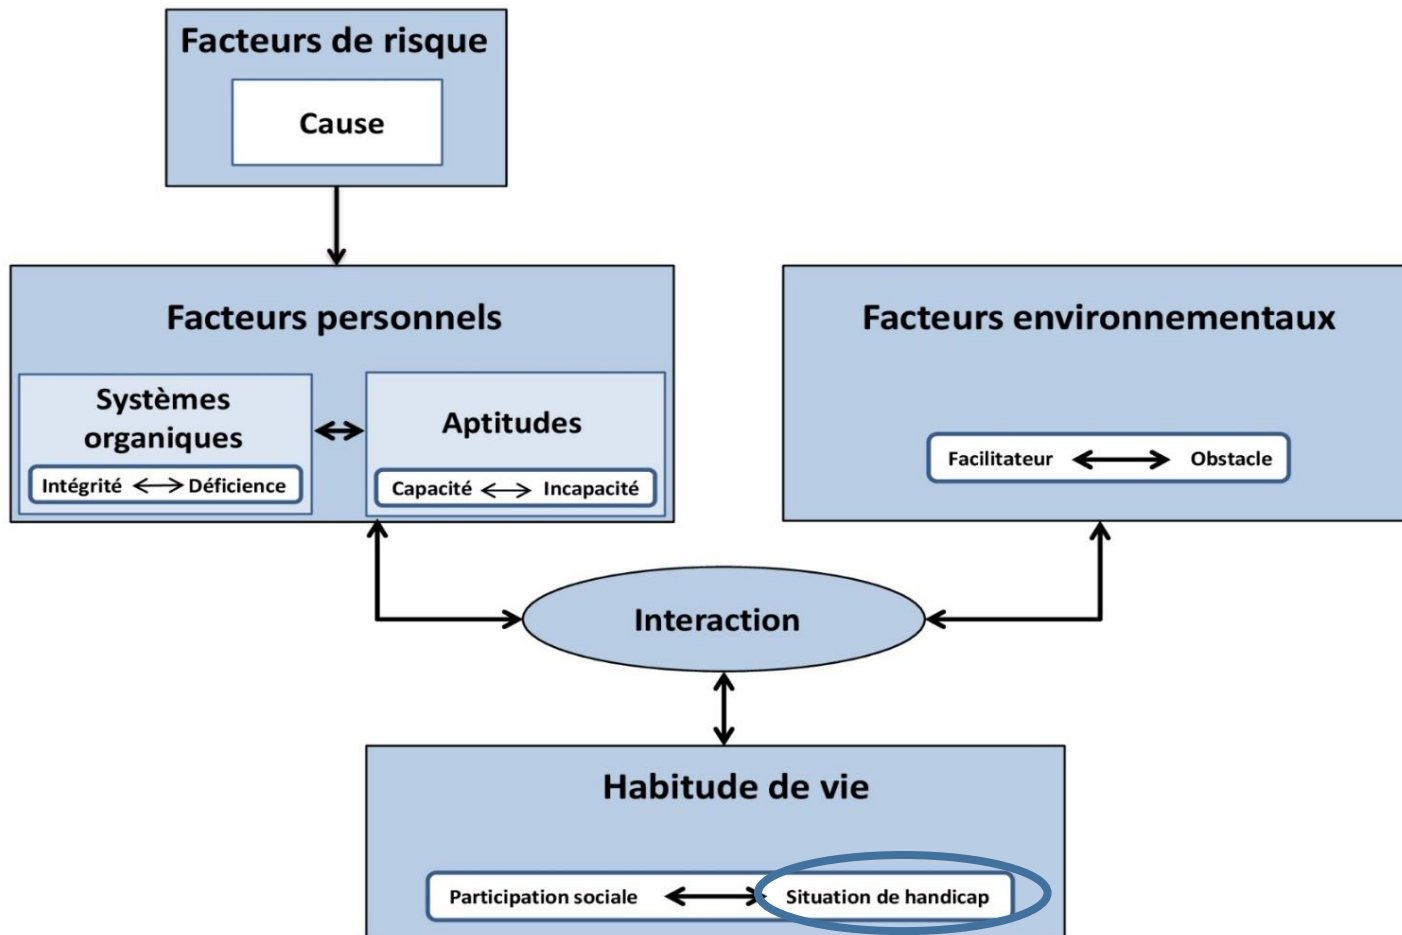 Facteurs de risque
Cause
Facteurs personnels
Systèmes
organiques
Intégrité
Déficience
Aptitudes
Capacité
Incapacité
Facteurs environnementaux
Facilitateur
Obstacle
Interaction
Habitude de vie
Participation sociale
Situation de handicap